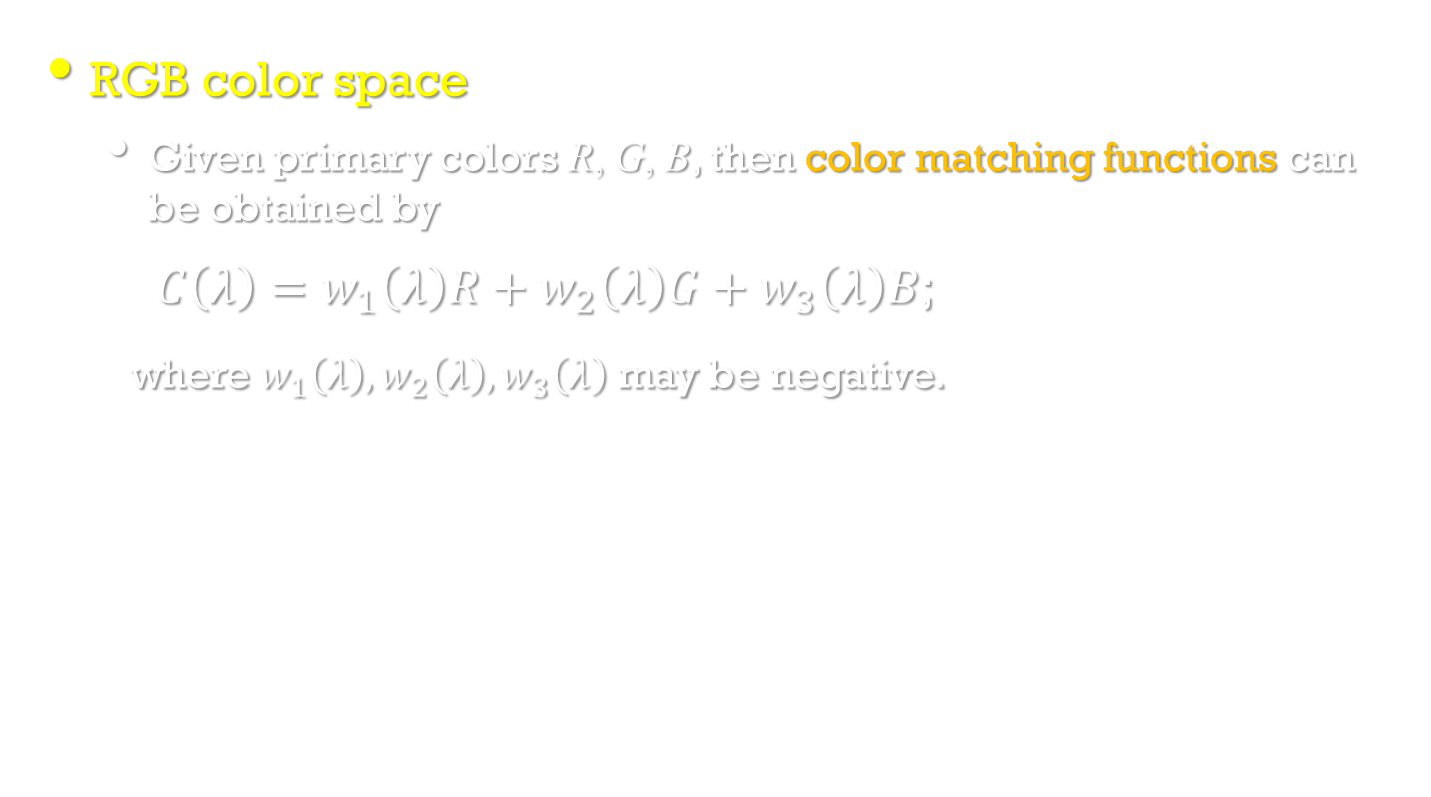 • RGB color space
• Given primary colors R, G, B, then color matching functions can
be obtained by
C(λ) = w₁(λ)R + w₂(λ)G + w₃(λ)B;
where w₁(λ), w₂(λ), w₃(λ) may be negative.